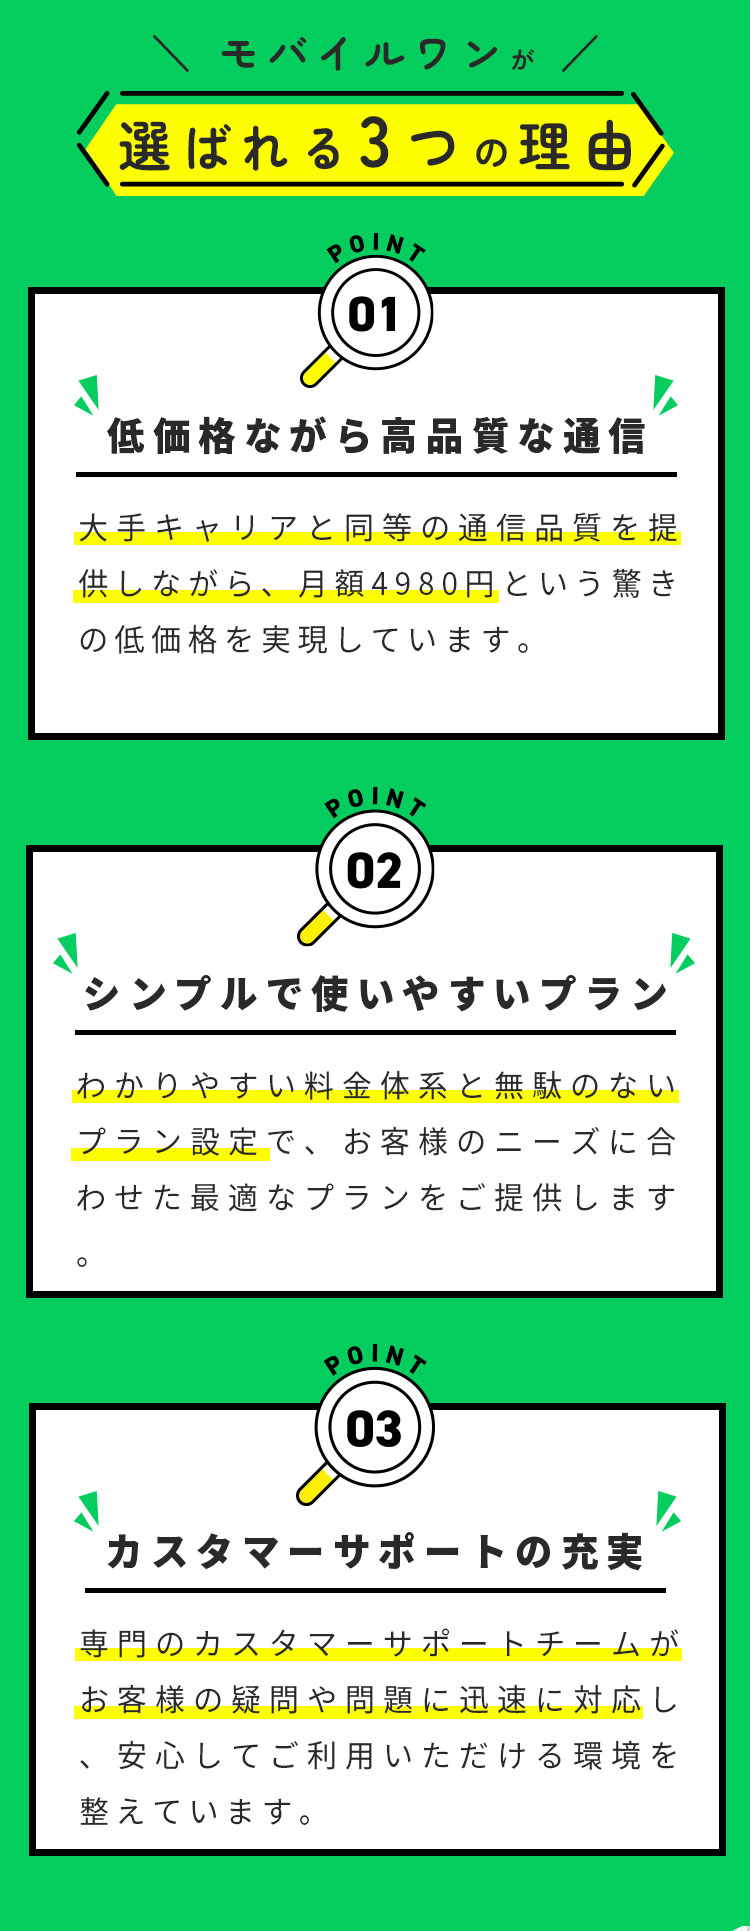 モバイルワンが
選ばれる3つの理由
POINT
01
低価格ながら高品質な通信
大手キャリアと同等の通信品質を提
供しながら、月額4980円という驚き
の低価格を実現しています。
POINT
02
シンプルで使いやすいプラン
わかりやすい料金体系と無駄のない
プラン設定で、お客様のニーズに合
わせた最適なプランをご提供します
。
POINT
03
カスタマーサポートの充実
専門のカスタマーサポートチームが
お客様の疑問や問題に迅速に対応し
、安心してご利用いただける環境を
整えています。